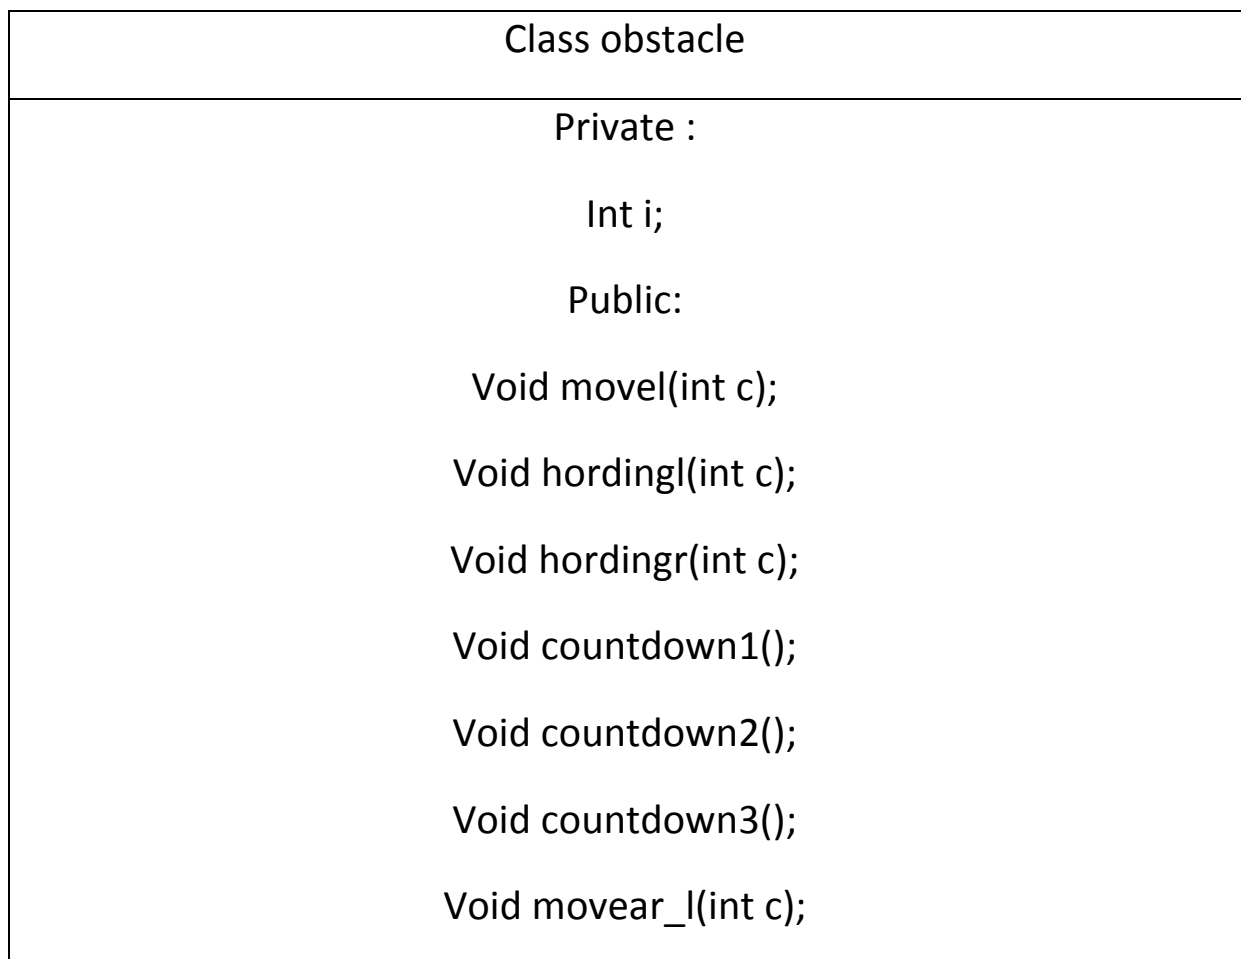 Class obstacle
Private :
Int i;
Public:
Void movel(int c);
Void hordingl(int c);
Void hordingr(int c);
Void countdown1();
Void countdown2();
Void countdown3();
Void movear_l(int c);